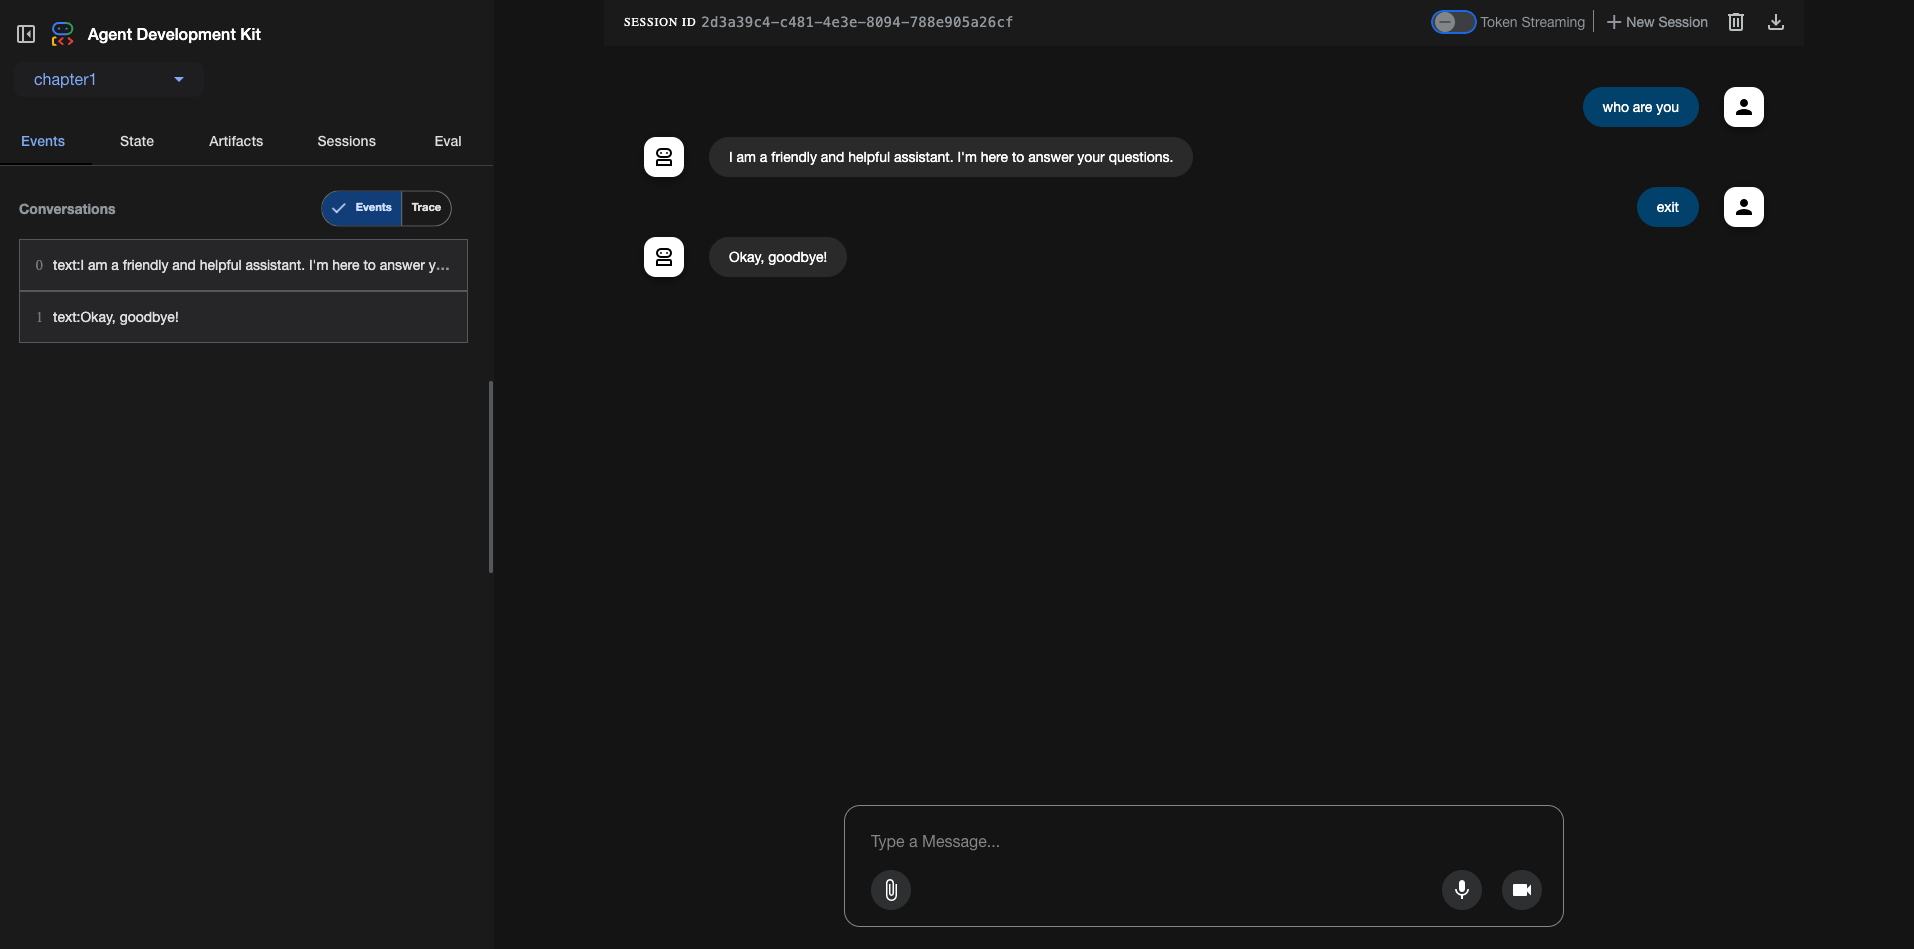 Agent Development Kit
chapter1
Events State Artifacts Sessions Eval
Conversations Events Trace
0 text:I am a friendly and helpful assistant. I'm here to answer y...
1 text:Okay, goodbye!
SESSION ID 2d3a39c4-c481-4e3e-8094-788e905a26cf Token Streaming New Session
who are you
I am a friendly and helpful assistant. I'm here to answer your questions.
exit
Okay, goodbye!
Type a Message...